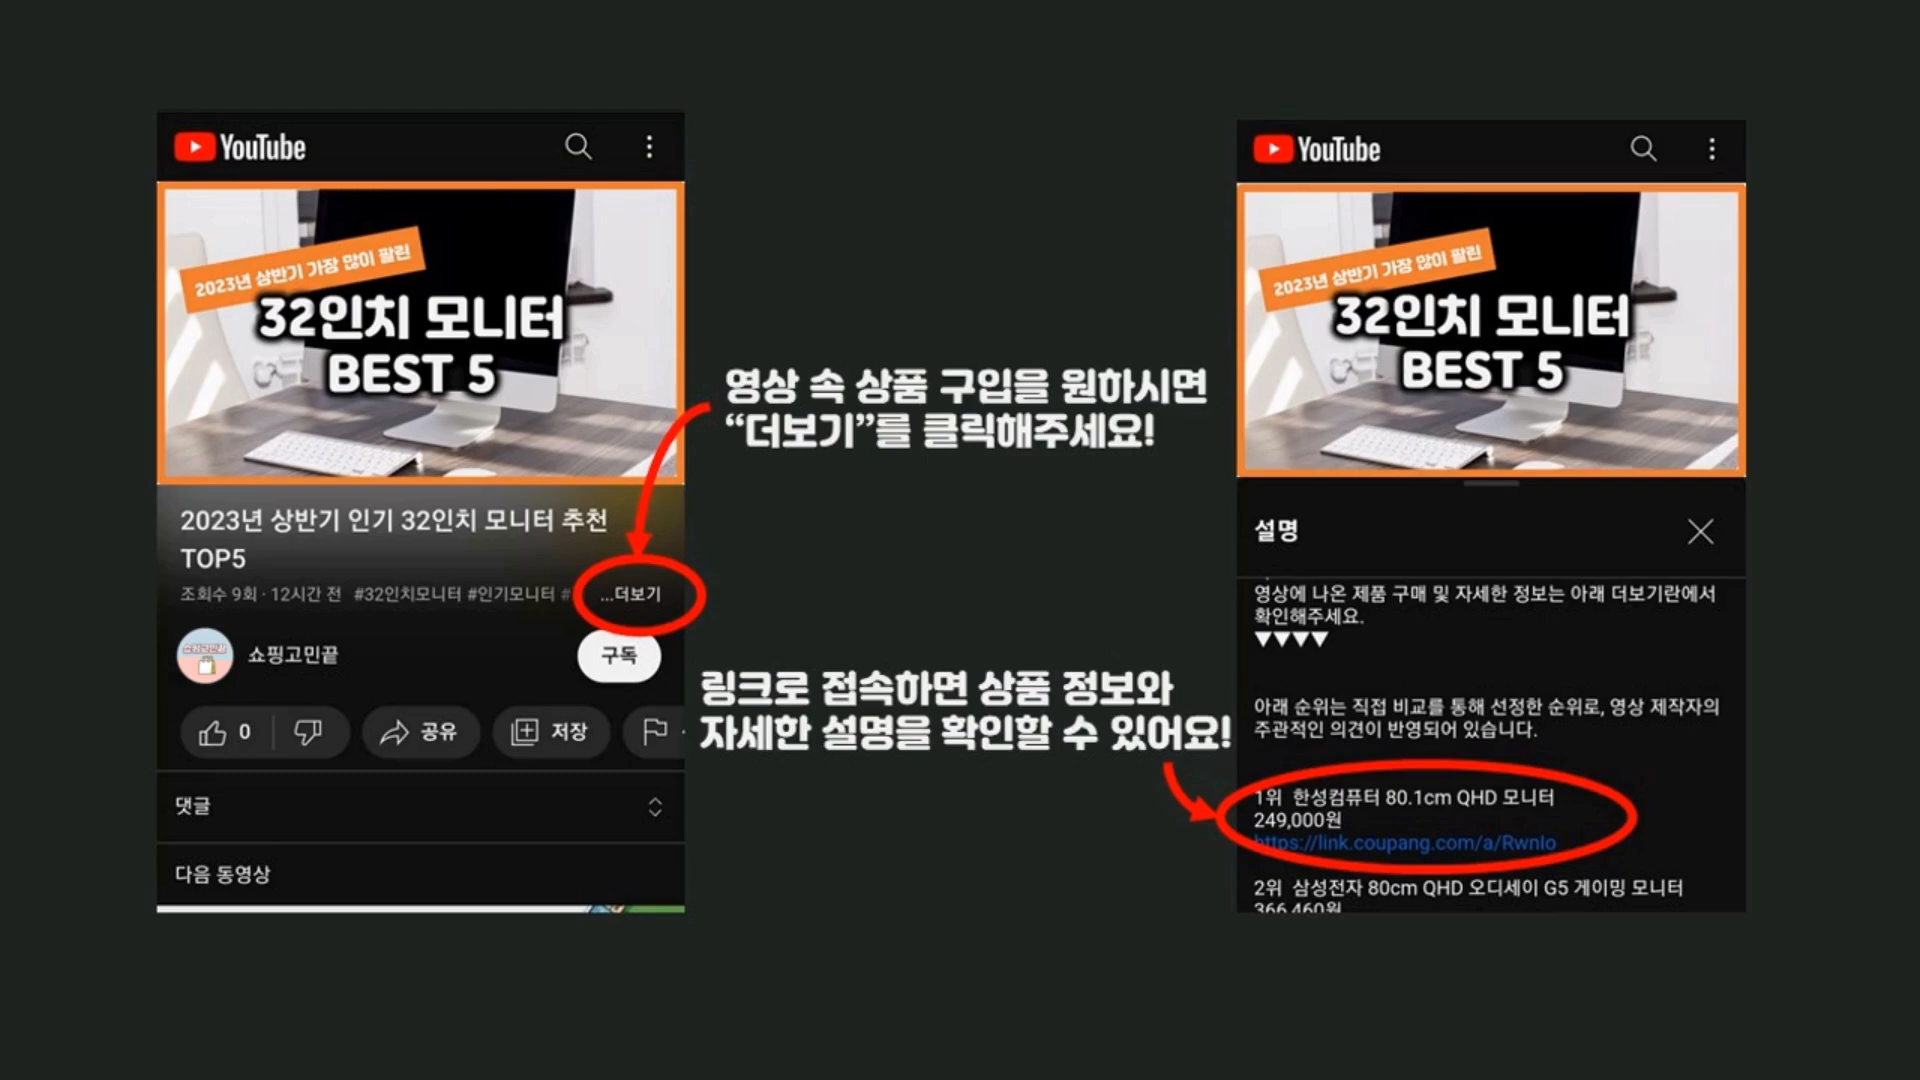 YouTube
2023년 상반기 가장 많이 팔린
32인치 모니터
BEST 5
2023년 상반기 인기 32인치 모니터 추천
TOP5
조회수 9회 · 12시간 전 #32인치모니터 #인기모니터 #
...더보기
쇼핑고민끝
쇼핑고민끝
구독
0
공유
저장
댓글
다음 동영상
영상 속 상품 구입을 원하시면
“더보기”를 클릭해주세요!
링크로 접속하면 상품 정보와
자세한 설명을 확인할 수 있어요!
YouTube
2023년 상반기 가장 많이 팔린
32인치 모니터
BEST 5
설명
영상에 나온 제품 구매 및 자세한 정보는 아래 더보기란에서
확인해주세요.
▼▼▼▼
아래 순위는 직접 비교를 통해 선정한 순위로, 영상 제작자의
주관적인 의견이 반영되어 있습니다.
1위 한성컴퓨터 80.1cm QHD 모니터
249,000원
https://link.coupang.com/a/RwnIo
2위 삼성전자 80cm QHD 오디세이 G5 게이밍 모니터
366,460원